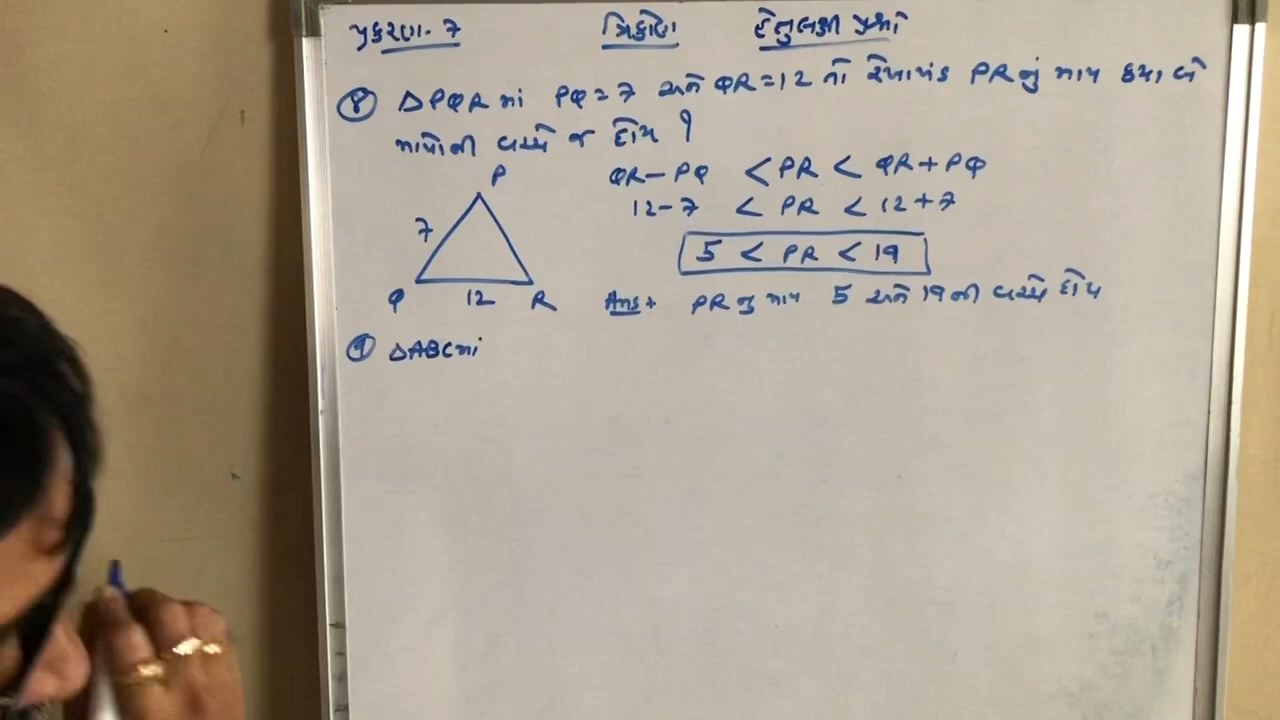 પ્રકરણ-7 ત્રિકોણ હેતુલક્ષી પ્રશ્નો
⑧ △PQR માં PQ = 7 અને QR = 12 તો રેખાખંડ PR નું માપ કયા બે
માપોની વચ્ચે જ હોય ?
QR - PQ < PR < QR + PQ
12 - 7 < PR < 12 + 7
5 < PR < 19
P
7
Q 12 R
Ans → PR નુ માપ 5 અને 19 ની વચ્ચે હોય
⑨ △ABC માં